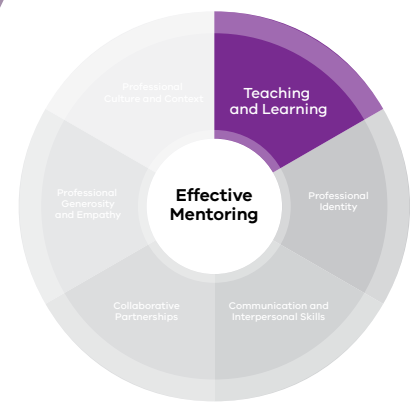 Professional
Culture and Context
Teaching
and Learning
Professional
Generosity
and Empathy
Effective
Mentoring
Professional
Identity
Collaborative
Partnerships
Communication and
Interpersonal Skills